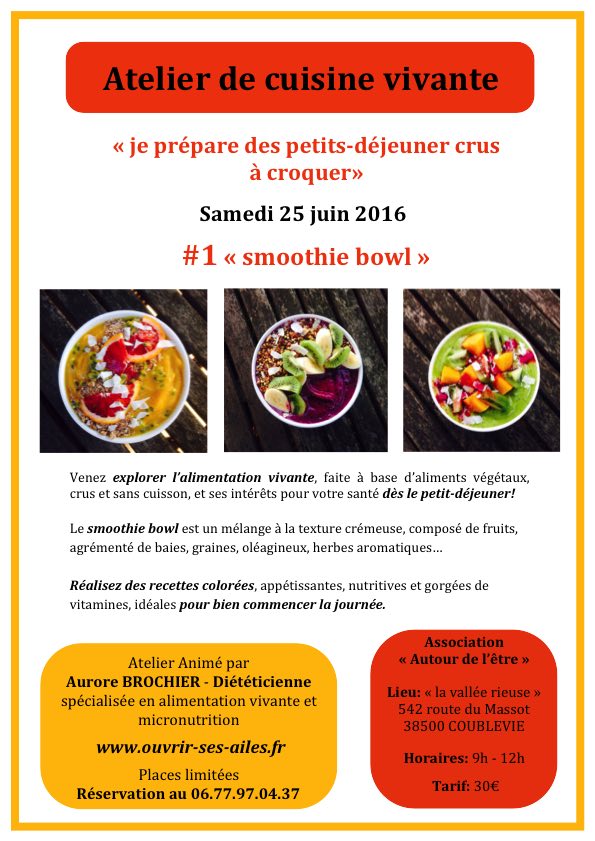 Atelier de cuisine vivante
« je prépare des petits-déjeuner crus
à croquer»
Samedi 25 juin 2016
#1 « smoothie bowl »
Venez explorer l’alimentation vivante, faite à base d’aliments végétaux,
crus et sans cuisson, et ses intérêts pour votre santé dès le petit-déjeuner!
Le smoothie bowl est un mélange à la texture crémeuse, composé de fruits,
agrémenté de baies, graines, oléagineux, herbes aromatiques…
Réalisez des recettes colorées, appétissantes, nutritives et gorgées de
vitamines, idéales pour bien commencer la journée.
Atelier Animé par
Aurore BROCHIER - Diététicienne
spécialisée en alimentation vivante et
micronutrition
www.ouvrir-ses-ailes.fr
Places limitées
Réservation au 06.77.97.04.37
Association
« Autour de l’être »
Lieu: « la vallée rieuse »
542 route du Massot
38500 COUBLEVIE
Horaires: 9h - 12h
Tarif: 30€